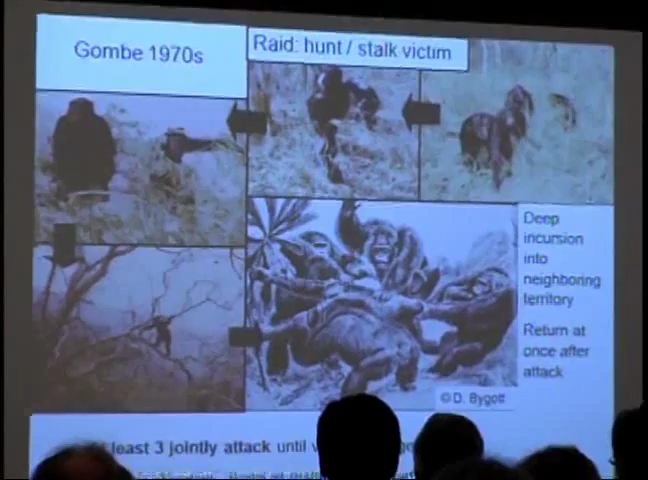 Gombe 1970s
Raid: hunt / stalk victim
Deep
incursion
into
neighboring
territory
Return at
once after
attack
© D. Bygott
least 3 jointly attack until